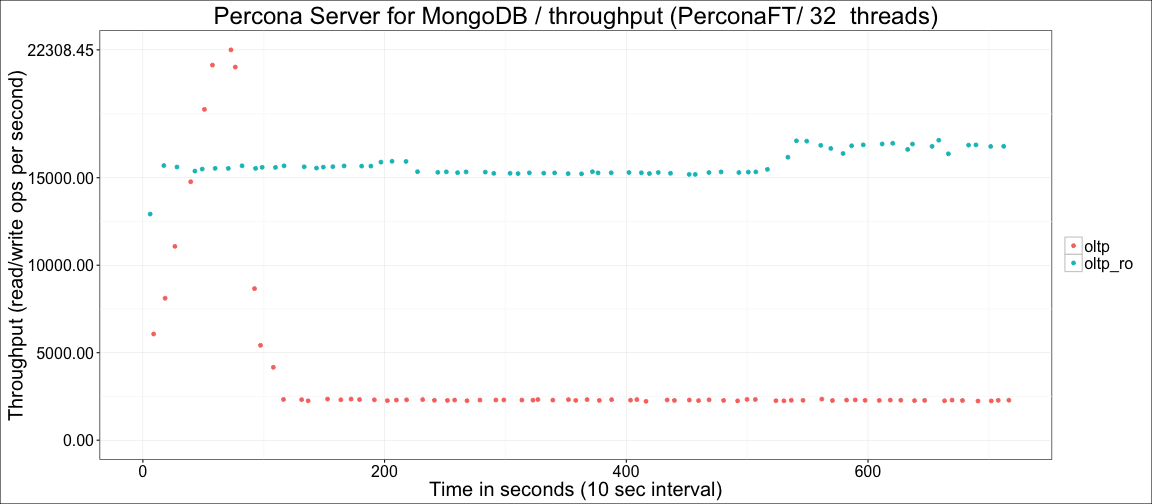 Percona Server for MongoDB / throughput (PerconaFT/ 32  threads)
Throughput (read/write ops per second)
22308.45
15000.00
10000.00
5000.00
0.00
0 200 400 600
Time in seconds (10 sec interval)
oltp
oltp_ro